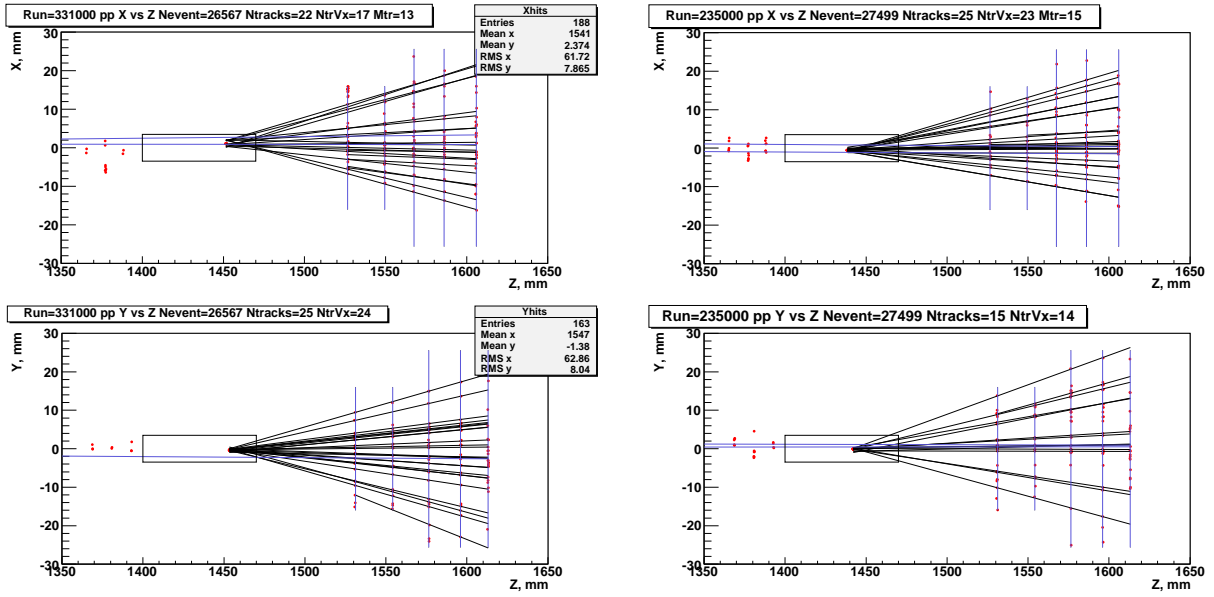 Run=331000 pp X vs Z Nevent=26567 Ntracks=22 NtrVx=17 Mtr=13
Xhits
Entries 188
Mean x 1541
Mean y 2.374
RMS x 61.72
RMS y 7.865
X, mm
30
20
10
0
-10
-20
-30
1350 1400 1450 1500 1550 1600 1650
Z, mm
Run=235000 pp X vs Z Nevent=27499 Ntracks=25 NtrVx=23 Mtr=15
X, mm
30
20
10
0
-10
-20
-30
1350 1400 1450 1500 1550 1600 1650
Z, mm
Run=331000 pp Y vs Z Nevent=26567 Ntracks=25 NtrVx=24
Yhits
Entries 163
Mean x 1547
Mean y -1.38
RMS x 62.86
RMS y 8.04
Y, mm
30
20
10
0
-10
-20
-30
1350 1400 1450 1500 1550 1600 1650
Z, mm
Run=235000 pp Y vs Z Nevent=27499 Ntracks=15 NtrVx=14
Y, mm
30
20
10
0
-10
-20
-30
1350 1400 1450 1500 1550 1600 1650
Z, mm